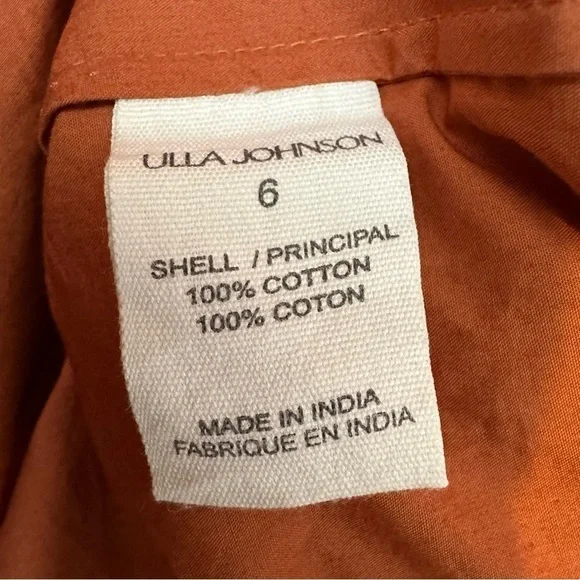 ULLA JOHNSON
6
SHELL / PRINCIPAL
100% COTTON
100% COTON
MADE IN INDIA
FABRIQUE EN INDIA